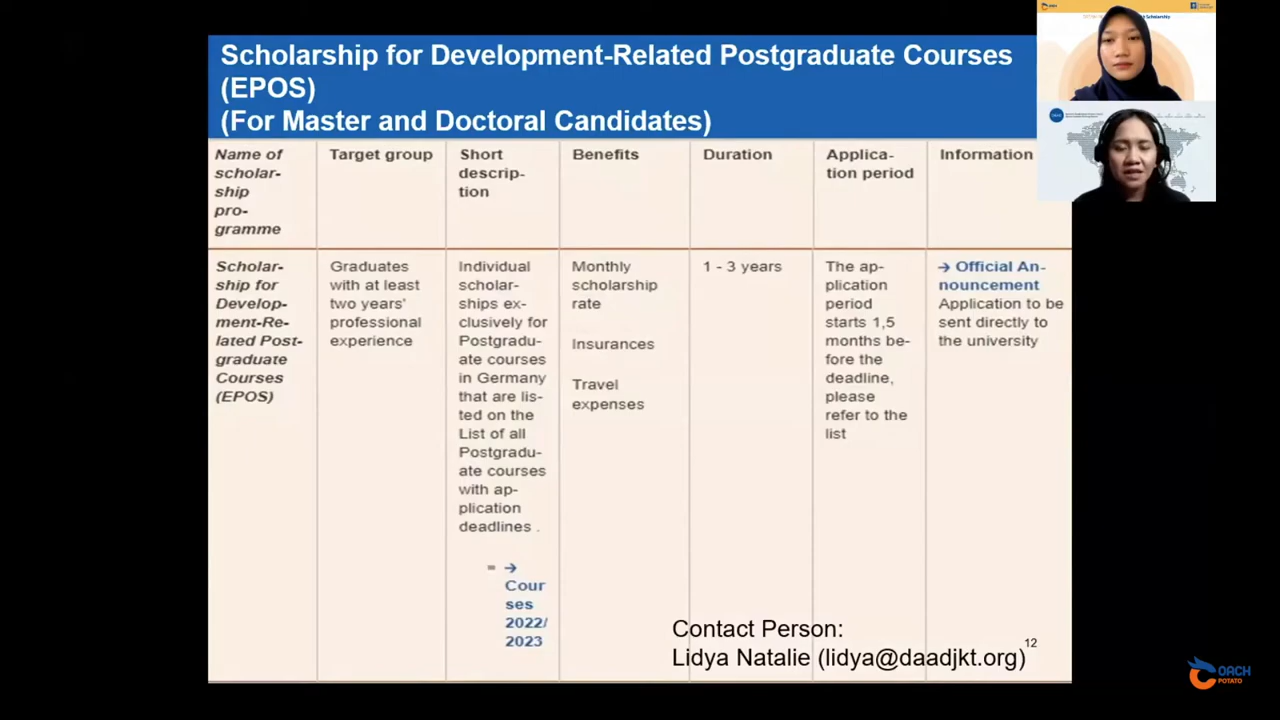 Scholarship for Development-Related Postgraduate Courses
(EPOS)
(For Master and Doctoral Candidates)
Name of
scholar-
ship
pro-
gramme
Target group
Short
descrip-
tion
Benefits
Duration
Applica-
tion period
Information
Scholar-
ship for
Develop-
ment-Re-
lated Post-
graduate
Courses
(EPOS)
Graduates
with at least
two years'
professional
experience
Individual
scholar-
ships ex-
clusively for
Postgradu-
ate courses
in Germany
that are lis-
ted on the
List of all
Postgradu-
ate courses
with ap-
plication
deadlines .
→
Cour
ses
2022/
2023
Monthly
scholarship
rate
Insurances
Travel
expenses
1 - 3 years
The ap-
plication
period
starts 1,5
months be-
fore the
deadline,
please
refer to the
list
→ Official An-
nouncement
Application to be
sent directly to
the university
Contact Person:
Lidya Natalie (lidya@daadjkt.org)
12
OACH
POTATO